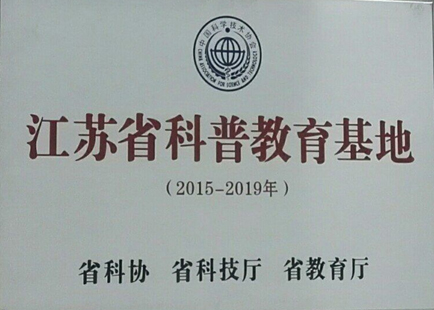 中国科学技术协会
CHINA ASSOCIATION FOR SCIENCE AND TECHNOLOGY
江苏省科普教育基地
(2015-2019年)
省科协 省科技厅 省教育厅